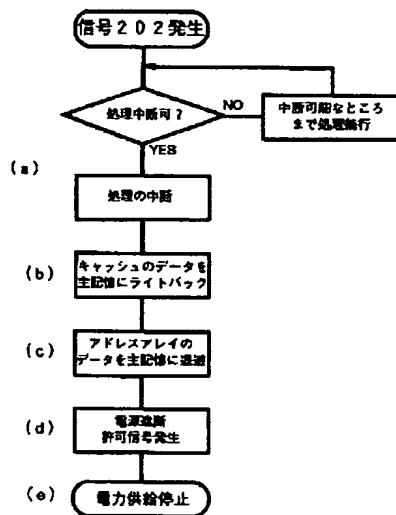 信号202発生
処理中断可?
NO
中断可能なところ
まで処理続行
YES
(a)
処理の中断
(b)
キャッシュのデータを
主記憶にライトバック
(c)
アドレスアレイの
データを主記憶に退避
(d)
電源遮断
許可信号発生
(e)
電力供給停止